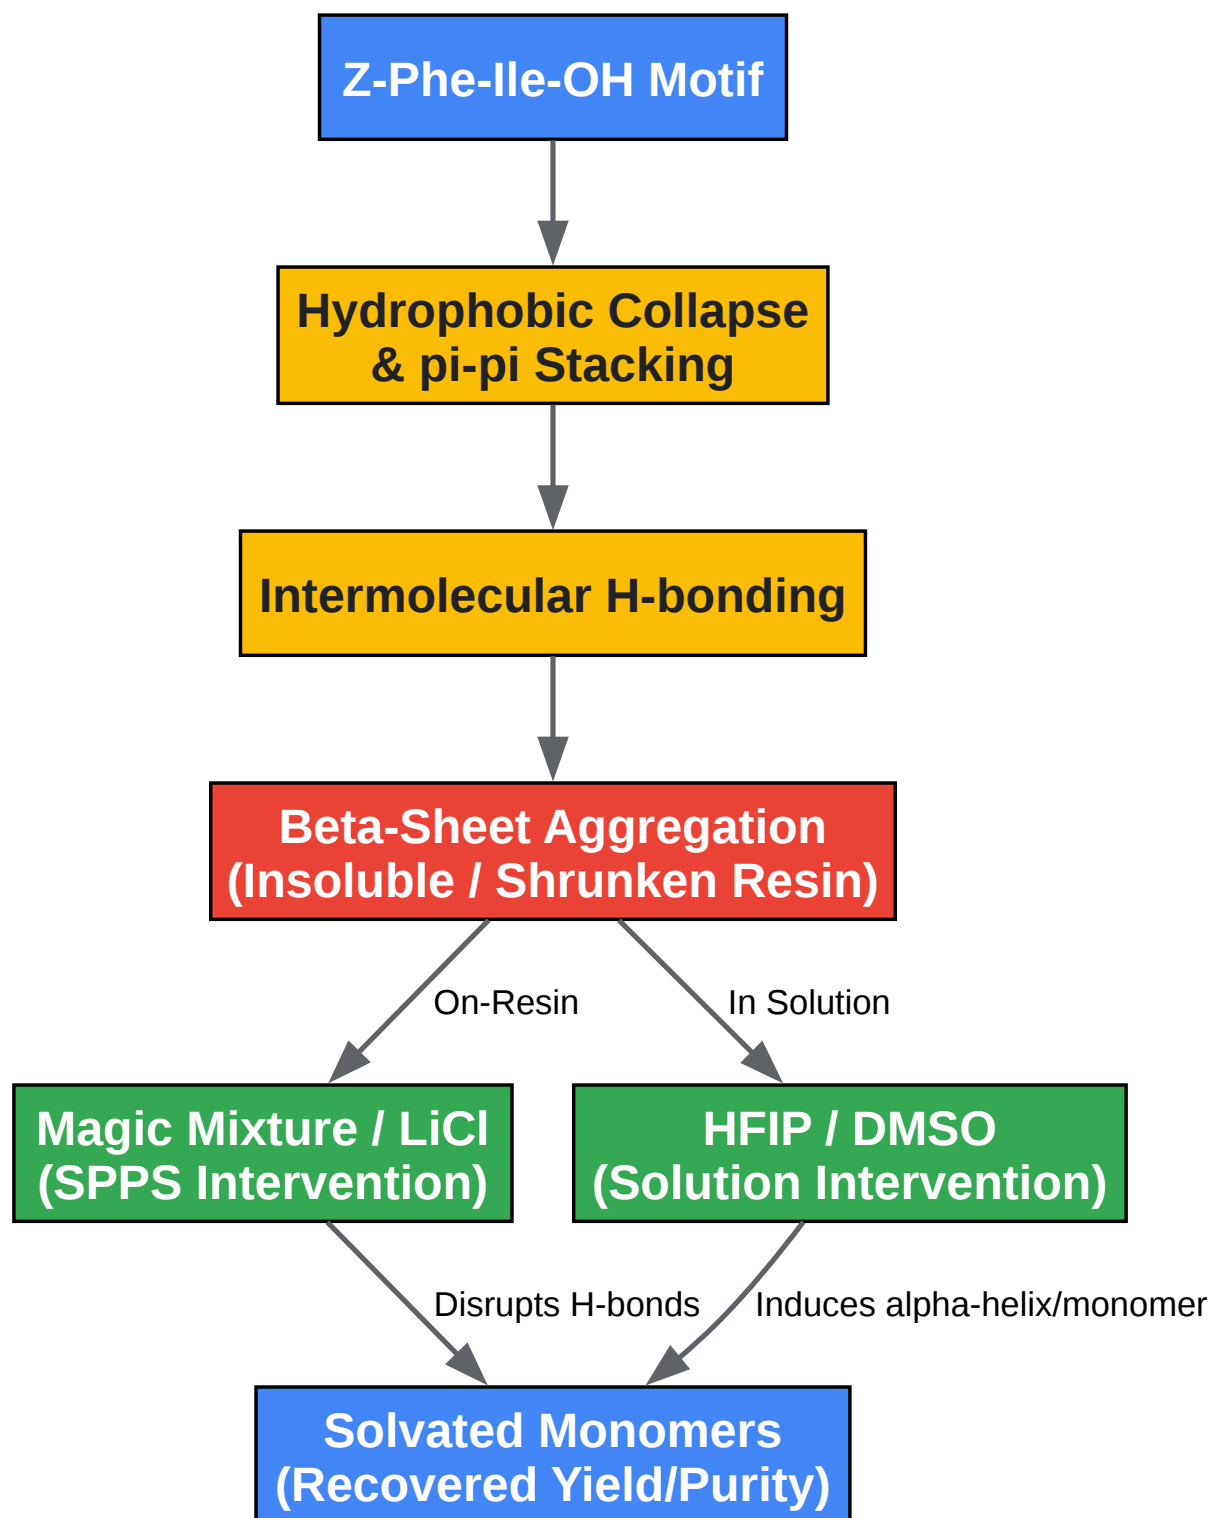 Z-Phe-Ile-OH Motif
Hydrophobic Collapse
& pi-pi Stacking
Intermolecular H-bonding
Beta-Sheet Aggregation
(Insoluble / Shrunken Resin)
On-Resin
In Solution
Magic Mixture / LiCl
(SPPS Intervention)
HFIP / DMSO
(Solution Intervention)
Disrupts H-bonds
Induces alpha-helix/monomer
Solvated Monomers
(Recovered Yield/Purity)